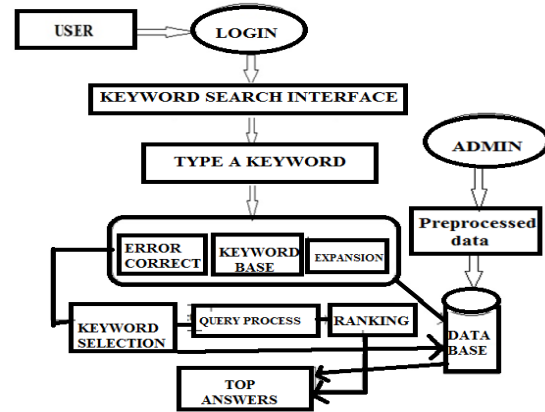 USER
LOGIN
KEYWORD SEARCH INTERFACE
TYPE A KEYWORD
ADMIN
Preprocessed
data
ERROR
CORRECT
KEYWORD
BASE
EXPANSION
KEYWORD
SELECTION
QUERY PROCESS
RANKING
DATA
BASE
TOP
ANSWERS